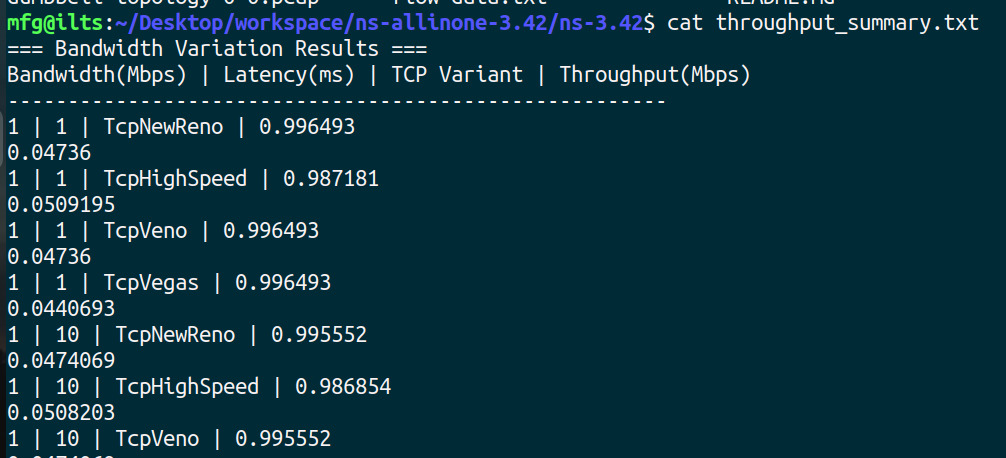 mfg@ilts:~/Desktop/workspace/ns-allinone-3.42/ns-3.42$ cat throughput_summary.txt
=== Bandwidth Variation Results ===
Bandwidth(Mbps) | Latency(ms) | TCP Variant | Throughput(Mbps)
-------------------------------------------------------
1 | 1 | TcpNewReno | 0.996493
0.04736
1 | 1 | TcpHighSpeed | 0.987181
0.0509195
1 | 1 | TcpVeno | 0.996493
0.04736
1 | 1 | TcpVegas | 0.996493
0.0440693
1 | 10 | TcpNewReno | 0.995552
0.0474069
1 | 10 | TcpHighSpeed | 0.986854
0.0508203
1 | 10 | TcpVeno | 0.995552